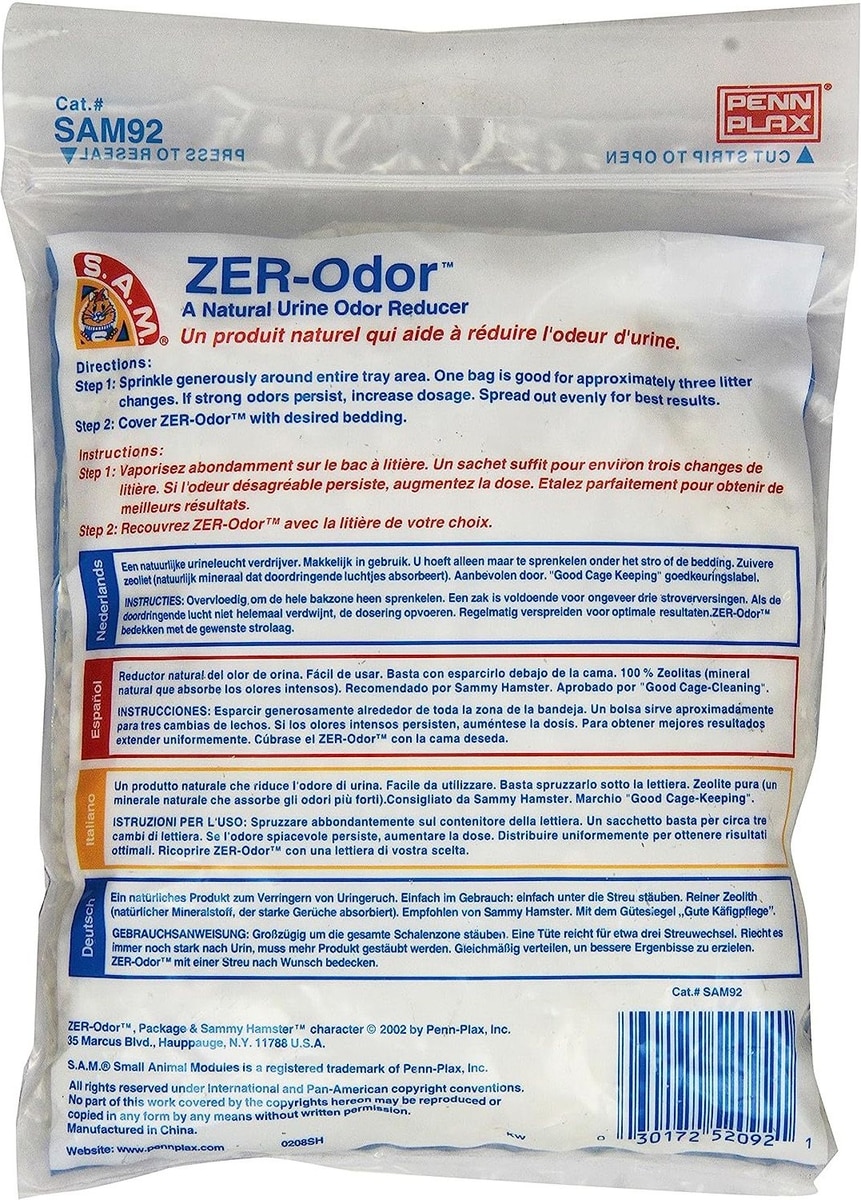 Cat.#
SAM92
PRESS TO RESEAL
PENN
PLAX®
CUT STRIP TO OPEN
S.A.M.®
ZER-Odor™
A Natural Urine Odor Reducer
Un produit naturel qui aide à réduire l'odeur d'urine.
Directions:
Step 1: Sprinkle generously around entire tray area. One bag is good for approximately three litter
changes. If strong odors persist, increase dosage. Spread out evenly for best results.
Step 2: Cover ZER-Odor™ with desired bedding.
Instructions:
Step 1: Vaporisez abondamment sur le bac à litière. Un sachet suffit pour environ trois changes de
litière. Si l'odeur désagréable persiste, augmentez la dose. Etalez parfaitement pour obtenir de
meilleurs résultats.
Step 2: Recouvrez ZER-Odor™ avec la litière de votre choix.
Nederlands
Een natuurlijke urineleucht verdrijver. Makkelijk in gebruik. U hoeft alleen maar te sprenkelen onder het stro of de bedding. Zuivere
zeoliet (natuurlijk mineraal dat doordringende luchtjes absorbeert). Aanbevolen door. "Good Cage Keeping" goedkeuringslabel.
INSTRUCTIES: Overvloedig om de hele bakzone heen sprenkelen. Een zak is voldoende voor ongeveer drie stroverversingen. Als de
doordringende lucht niet helemaal verdwijnt, de dosering opvoeren. Regelmatig verspreiden voor optimale resultaten.ZER-Odor™
bedekken met de gewenste strolaag.
Español
Reductor natural del olor de orina. Fácil de usar. Basta con esparcirlo debajo de la cama. 100 % Zeolitas (mineral
natural que absorbe los olores intensos). Recomendado por Sammy Hamster. Aprobado por "Good Cage-Cleaning".
INSTRUCCIONES: Esparcir generosamente alrededor de toda la zona de la bandeja. Un bolsa sirve aproximadamente
para tres cambias de lechos. Si los olores intensos persisten, auméntese la dosis. Para obtener mejores resultados
extender uniformemente. Cúbrase el ZER-Odor™ con la cama deseda.
Italiano
Un produtto naturale che riduce l'odore di urina. Facile da utilizzare. Basta spruzzarlo sotto la lettiera. Zeolite pura (un
minerale naturale che assorbe gli odori più forti).Consigliato da Sammy Hamster. Marchio "Good Cage-Keeping".
ISTRUZIONI PER L'USO: Spruzzare abbondantemente sul contenitore della lettiera. Un sacchetto basta per circa tre
cambi di lettiera. Se l'odore spiacevole persiste, aumentare la dose. Distribuire uniformemente per ottenere risultati
ottimali. Ricoprire ZER-Odor™ con una lettiera di vostra scelta.
Deutsch
Ein natürliches Produkt zum Verringern von Uringeruch. Einfach im Gebrauch: einfach unter die Streu stäuben. Reiner Zeolith
(natürlicher Mineralstoff, der starke Gerüche absorbiert). Empfohlen von Sammy Hamster. Mit dem Gütesiegel „Gute Käfigpflege".
GEBRAUCHSANWEISUNG: Großzügig um die gesamte Schalenzone stäuben. Eine Tüte reicht für etwa drei Streuwechsel. Riecht es
immer noch stark nach Urin, muss mehr Produkt gestäubt werden. Gleichmäßig verteilen, un bessere Ergenbisse zu erzielen.
ZER-Odor™ mit einer Streu nach Wunsch bedecken.
Cat.# SAM92
ZER-Odor™, Package & Sammy Hamster™ character © 2002 by Penn-Plax, Inc.
35 Marcus Blvd., Hauppauge, N.Y. 11788 U.S.A.
S.A.M.® Small Animal Modules is a registered trademark of Penn-Plax, Inc.
All rights reserved under International and Pan-American copyright conventions.
No part of this work covered by the copyrights hereon may be reproduced or
copied in any form by any means without written permission.
Manufactured in China.
Website: www.pennplax.com
0208SH
KW
0 30172 52092 1